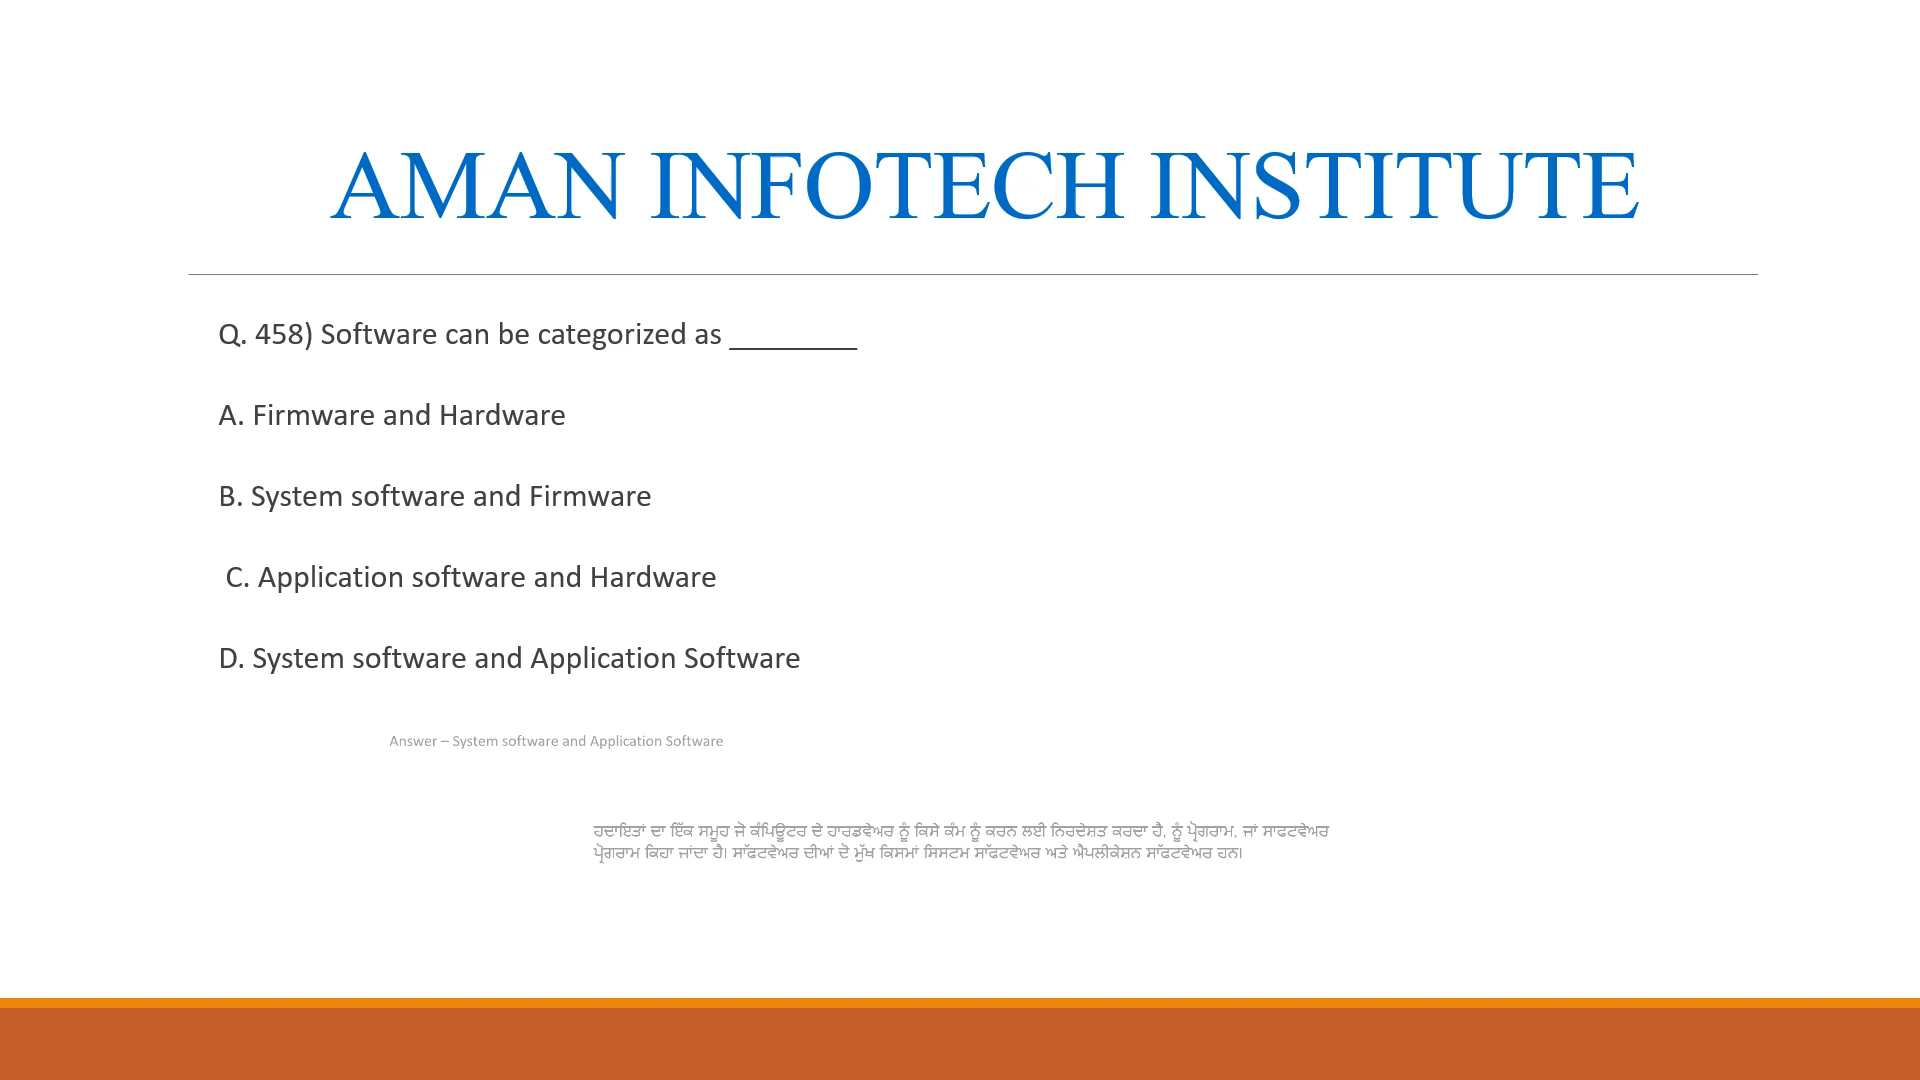 AMAN INFOTECH INSTITUTE
Q. 458) Software can be categorized as ________
A. Firmware and Hardware
B. System software and Firmware
C. Application software and Hardware
D. System software and Application Software
Answer – System software and Application Software
ਹਦਾਇਤਾਂ ਦਾ ਇੱਕ ਸਮੂਹ ਜੋ ਕੰਪਿਊਟਰ ਦੇ ਹਾਰਡਵੇਅਰ ਨੂੰ ਕਿਸੇ ਕੰਮ ਨੂੰ ਕਰਨ ਲਈ ਨਿਰਦੇਸ਼ਤ ਕਰਦਾ ਹੈ, ਨੂੰ ਪ੍ਰੋਗਰਾਮ, ਜਾਂ ਸਾਫਟਵੇਅਰ
ਪ੍ਰੋਗਰਾਮ ਕਿਹਾ ਜਾਂਦਾ ਹੈ। ਸਾੱਫਟਵੇਅਰ ਦੀਆਂ ਦੋ ਮੁੱਖ ਕਿਸਮਾਂ ਸਿਸਟਮ ਸਾੱਫਟਵੇਅਰ ਅਤੇ ਐਪਲੀਕੇਸ਼ਨ ਸਾੱਫਟਵੇਅਰ ਹਨ।